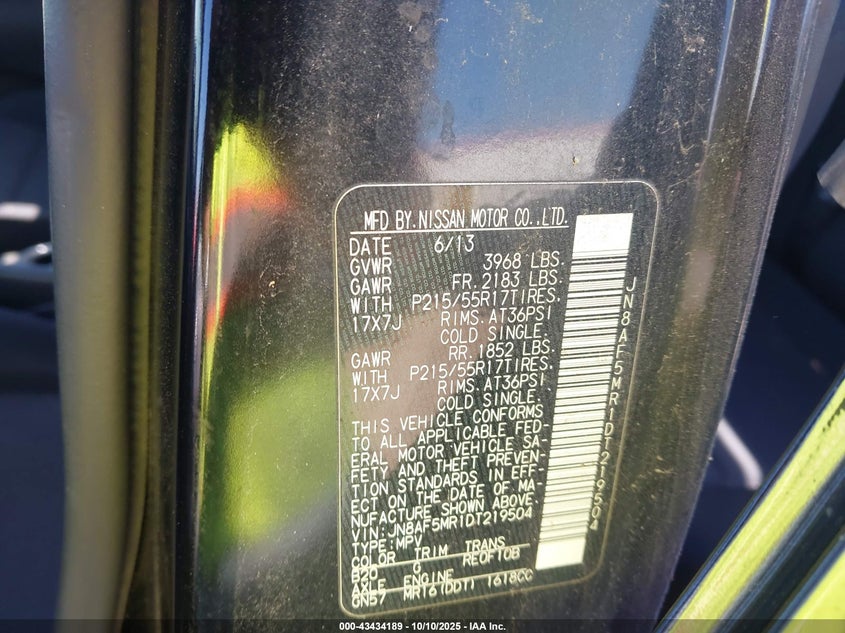 MFD BY. NISSAN MOTOR CO., LTD.
DATE 6/13
GVWR 3968 LBS.
GAWR FR. 2183 LBS.
WITH P215/55R17TIRES.
17X7J RIMS. AT36PSI
COLD SINGLE.
GAWR RR. 1852 LBS.
WITH P215/55R17TIRES.
17X7J RIMS. AT36PSI
COLD SINGLE.
THIS VEHICLE CONFORMS
TO ALL APPLICABLE FED-
ERAL MOTOR VEHICLE SA-
FETY AND THEFT PREVEN-
TION STANDARDS IN EFF-
ECT ON THE DATE OF MA-
NUFACTURE SHOWN ABOVE.
VIN:JN8AF5MR1DT219504
TYPE:MPV
COLOR TRIM TRANS
B20 G RE0F10B
AXLE ENGINE
GN57 MR16(DDT) 1618CC
JN8AF5MR1DT219504
000-43434189 - 10/10/2025 - IAA Inc.